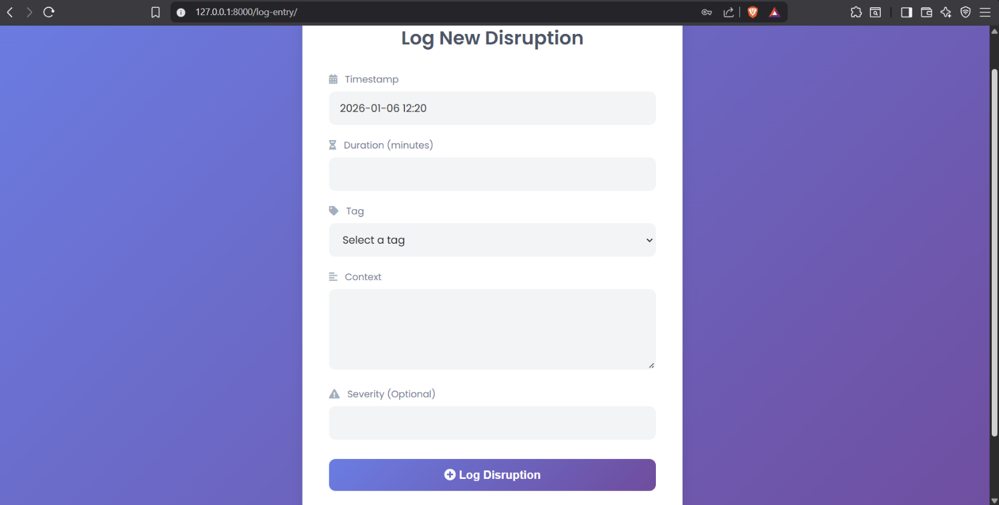 127.0.0.1:8000/log-entry/
Log New Disruption
Timestamp
2026-01-06 12:20
Duration (minutes)
Tag
Select a tag
Context
Severity (Optional)
Log Disruption